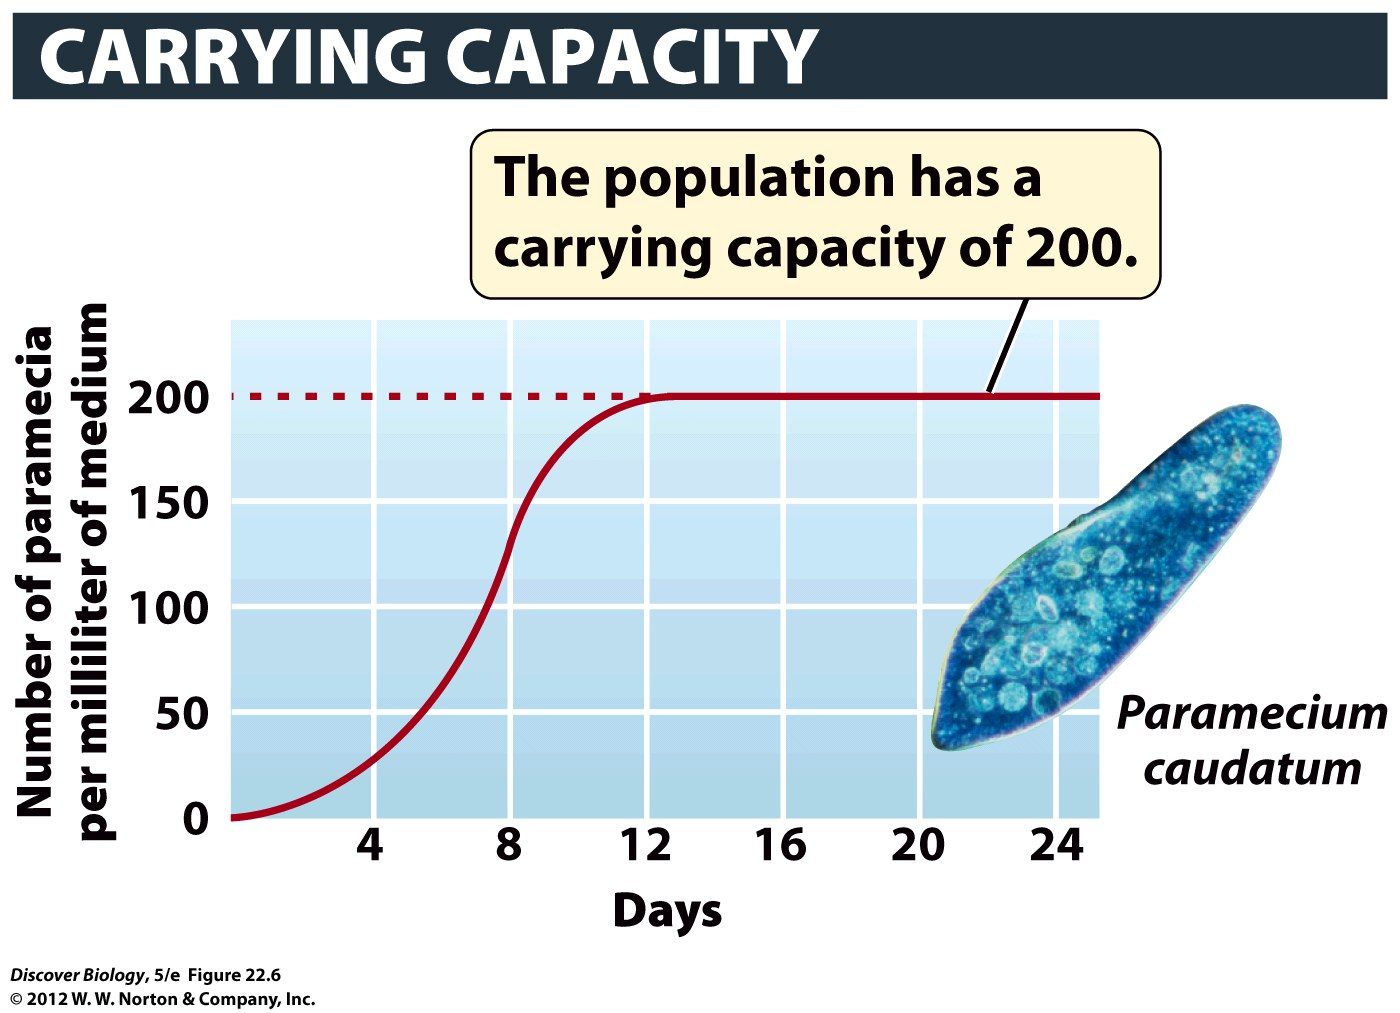 CARRYING CAPACITY
The population has a
carrying capacity of 200.
Number of paramecia
per milliliter of medium
200
150
100
50
0
4 8 12 16 20 24
Days
Paramecium
caudatum
Discover Biology, 5/e Figure 22.6
© 2012 W. W. Norton & Company, Inc.